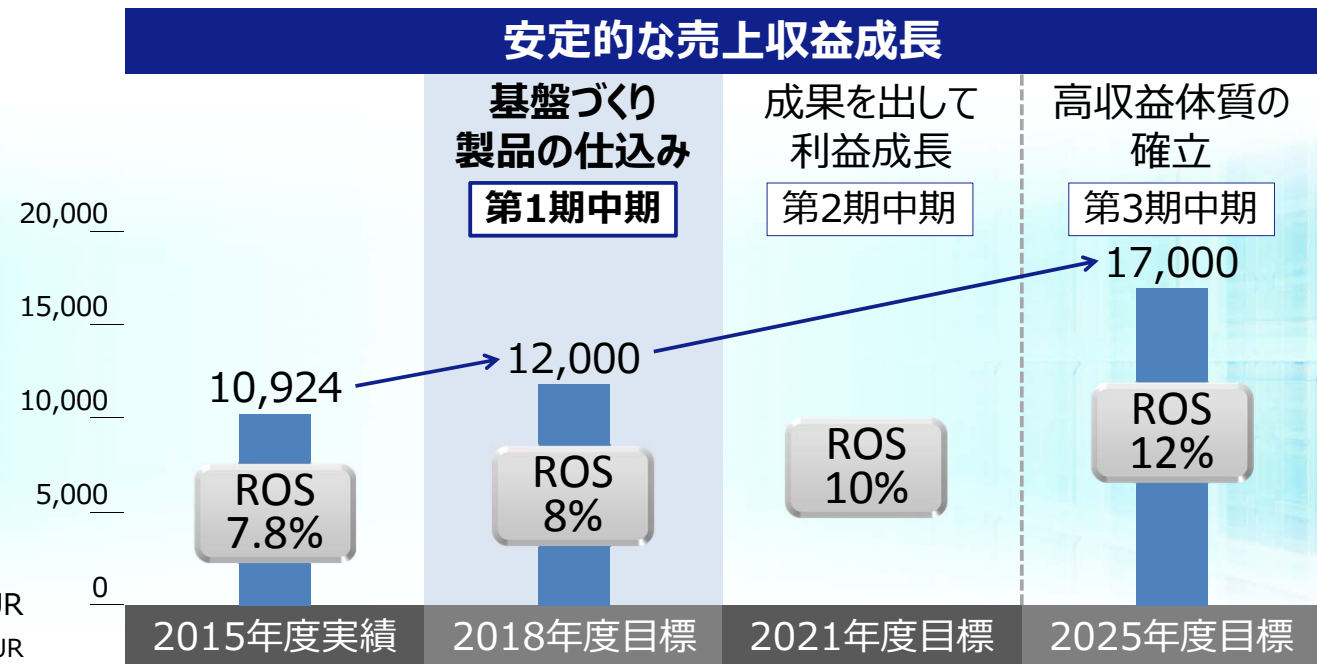 安定的な売上収益成長
基盤づくり
製品の仕込み
第1期中期
成果を出して
利益成長
第2期中期
高収益体質の
確立
第3期中期
20,000
15,000
10,000
5,000
0
10,924
12,000
17,000
ROS
7.8%
ROS
8%
ROS
10%
ROS
12%
2015年度実績
2018年度目標
2021年度目標
2025年度目標